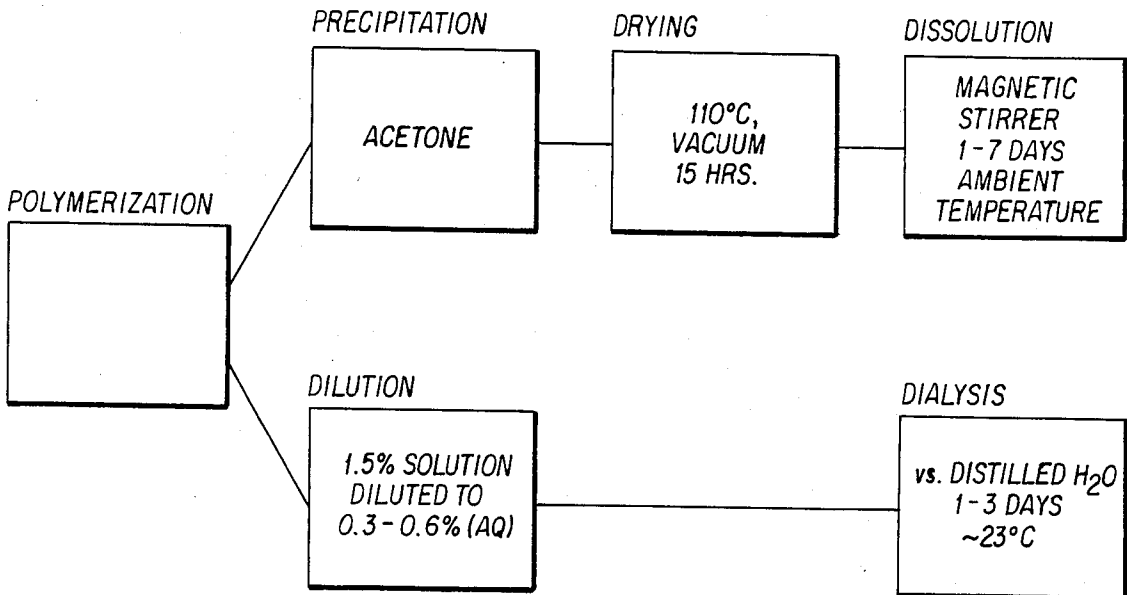 POLYMERIZATION
PRECIPITATION
ACETONE
DRYING
110°C,
VACUUM
15 HRS.
DISSOLUTION
MAGNETIC
STIRRER
1-7 DAYS
AMBIENT
TEMPERATURE
DILUTION
1.5% SOLUTION
DILUTED TO
0.3-0.6% (AQ)
DIALYSIS
vs. DISTILLED H₂O
1-3 DAYS
~23°C